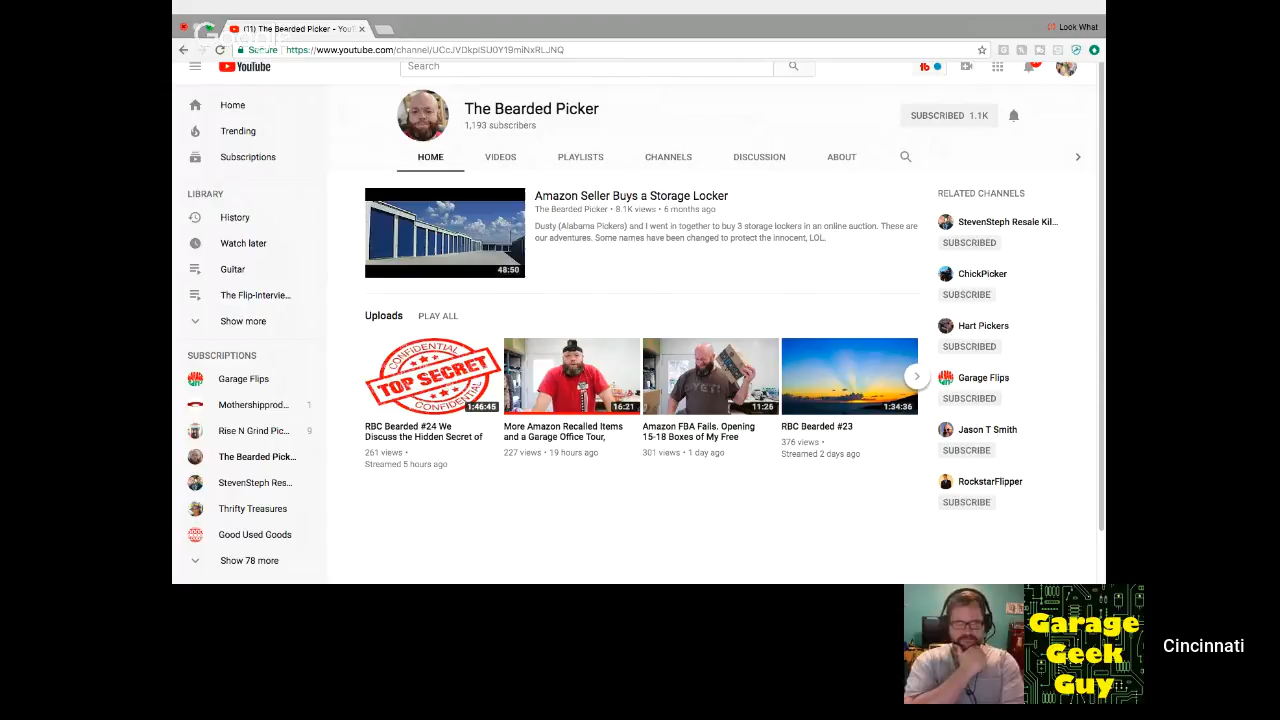 (11) The Bearded Picker - YouT
Look What
Secure
https://www.youtube.com/channel/UCcJVDkplSU0Y19miNxRLJNQ
YouTube
Search
The Bearded Picker
1,193 subscribers
SUBSCRIBED 1.1K
HOME VIDEOS PLAYLISTS CHANNELS DISCUSSION ABOUT
Home
Trending
Subscriptions
LIBRARY
History
Watch later
Guitar
The Flip-Intervie...
Show more
SUBSCRIPTIONS
Garage Flips
Mothershipprod... 1
Rise N Grind Pic... 9
The Bearded Pick...
StevenSteph Res...
Thrifty Treasures
Good Used Goods
Show 78 more
48:50
Amazon Seller Buys a Storage Locker
The Bearded Picker • 8.1K views • 6 months ago
Dusty (Alabama Pickers) and I went in together to buy 3 storage lockers in an online auction. These are
our adventures. Some names have been changed to protect the innocent, LOL.
Uploads PLAY ALL
CONFIDENTIAL
TOP SECRET
CONFIDENTIAL
1:46:45
RBC Bearded #24 We
Discuss the Hidden Secret of
261 views •
Streamed 5 hours ago
16:21
More Amazon Recalled Items
and a Garage Office Tour,
227 views • 19 hours ago
YETI
11:26
Amazon FBA Fails. Opening
15-18 Boxes of My Free
301 views • 1 day ago
1:34:36
RBC Bearded #23
376 views •
Streamed 2 days ago
RELATED CHANNELS
StevenSteph Resale Kil...
SUBSCRIBED
ChickPicker
SUBSCRIBE
Hart Pickers
SUBSCRIBED
Garage Flips
SUBSCRIBED
Jason T Smith
SUBSCRIBE
RockstarFlipper
SUBSCRIBE
Garage
Geek
Guy
Cincinnati